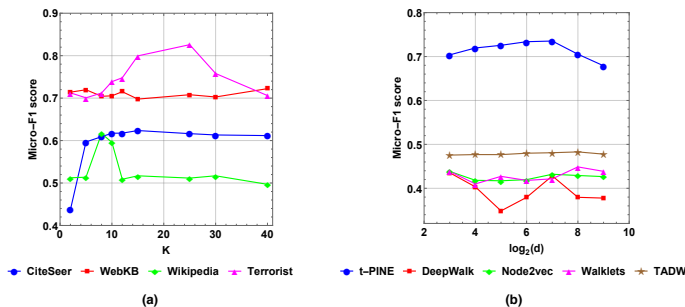 (a)
(b)
0.9
0.8
0.7
0.6
0.5
0.4
0 10 20 30 40
Micro–F1 score
K
CiteSeer WebKB Wikipedia Terrorist
(a)
0.8
0.7
0.6
0.5
0.4
2 4 6 8 10
Micro–F1 score
log2(d)
t–PINE DeepWalk Node2vec Walklets TADW
(b)